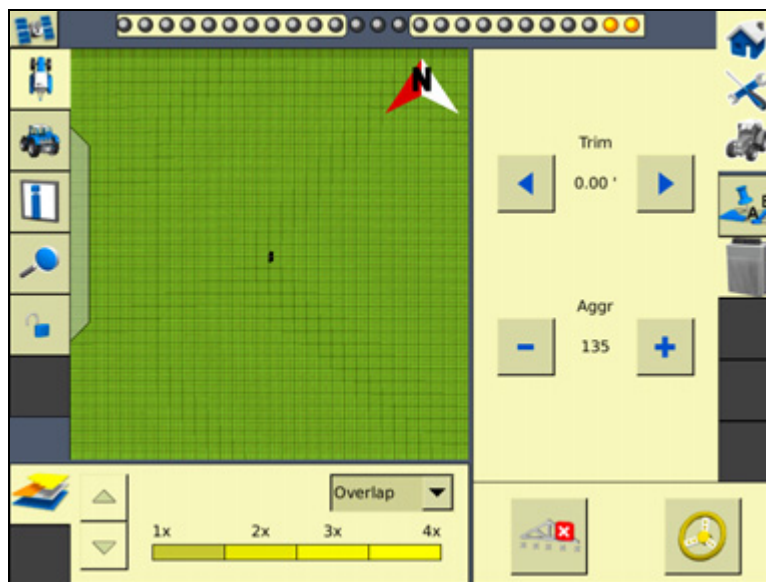 N
Trim
0.00 '
A
Aggr
- 135 +
Overlap
1x 2x 3x 4x